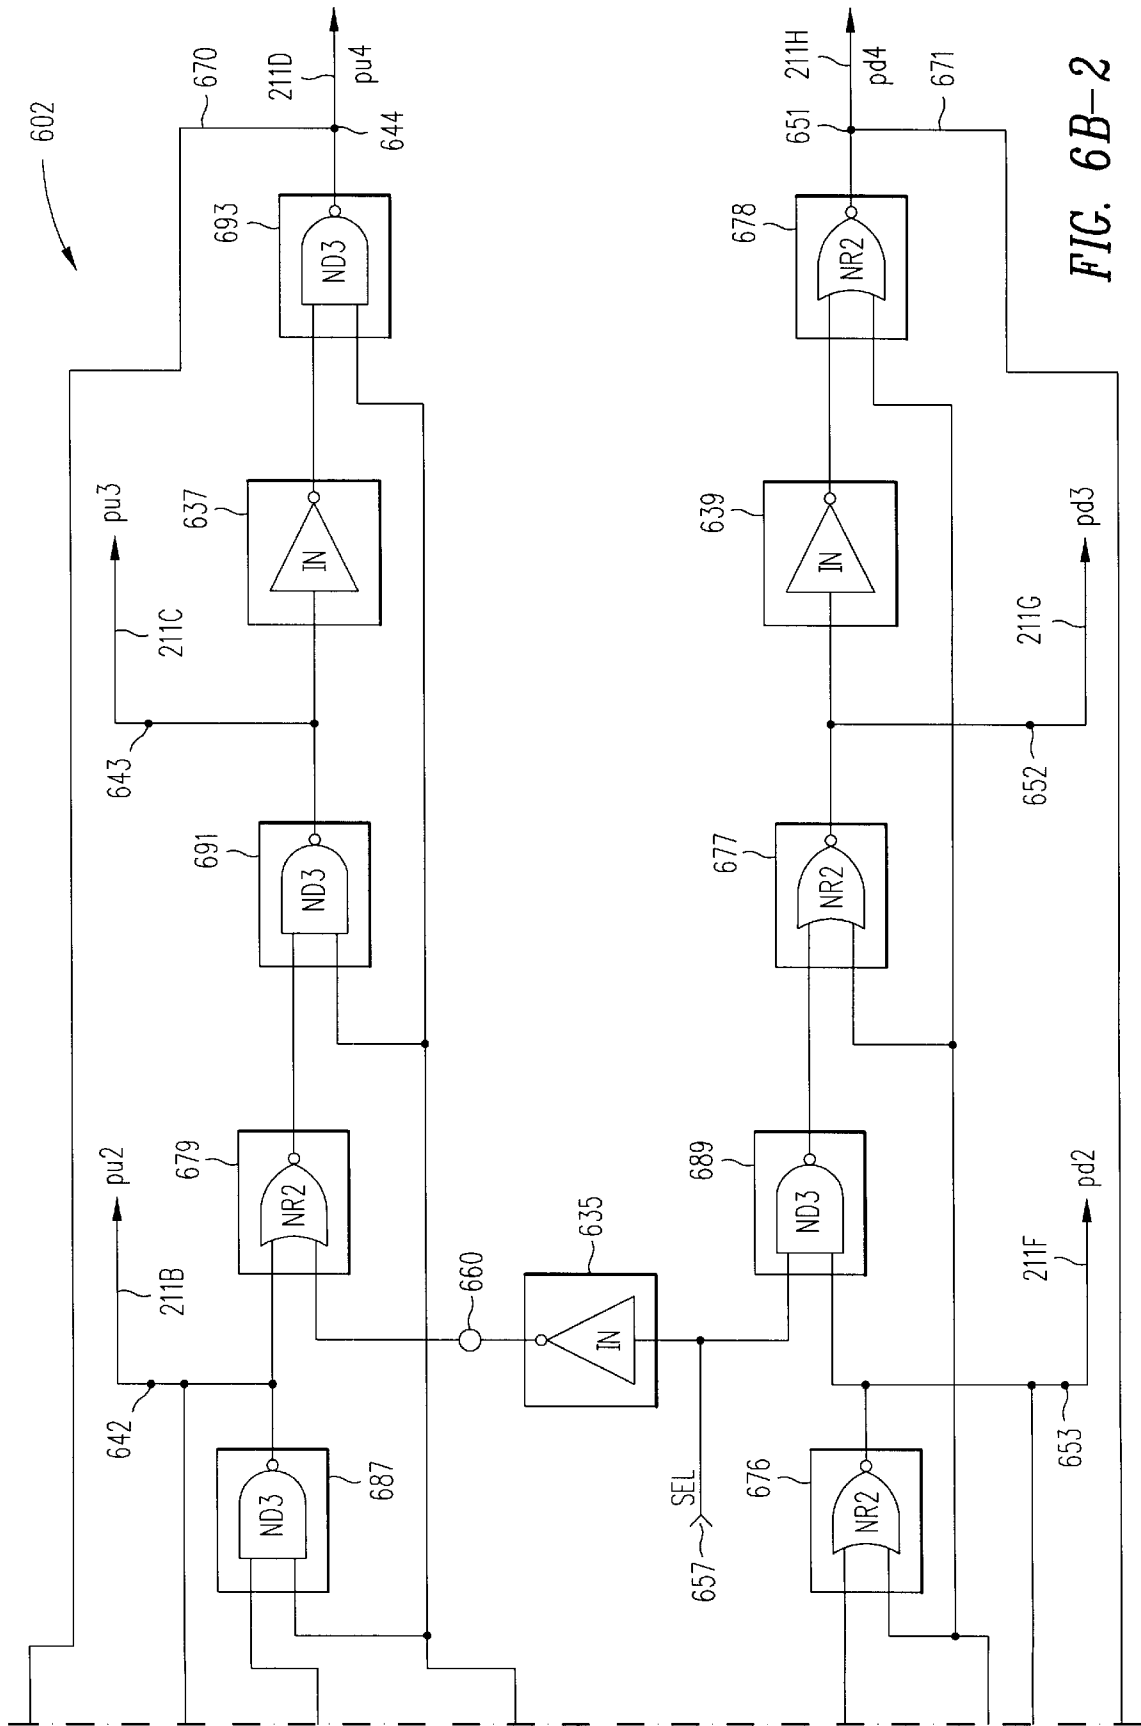 602
670
211D
pu4
644
693
ND3
pu3
211C
643
637
IN
691
ND3
pu2
211B
642
679
NR2
687
ND3
660
635
IN
SEL
657
211H
pd4
651
671
678
NR2
639
IN
pd3
211G
652
677
NR2
689
ND3
pd2
211F
653
676
NR2
FIG. 6B-2